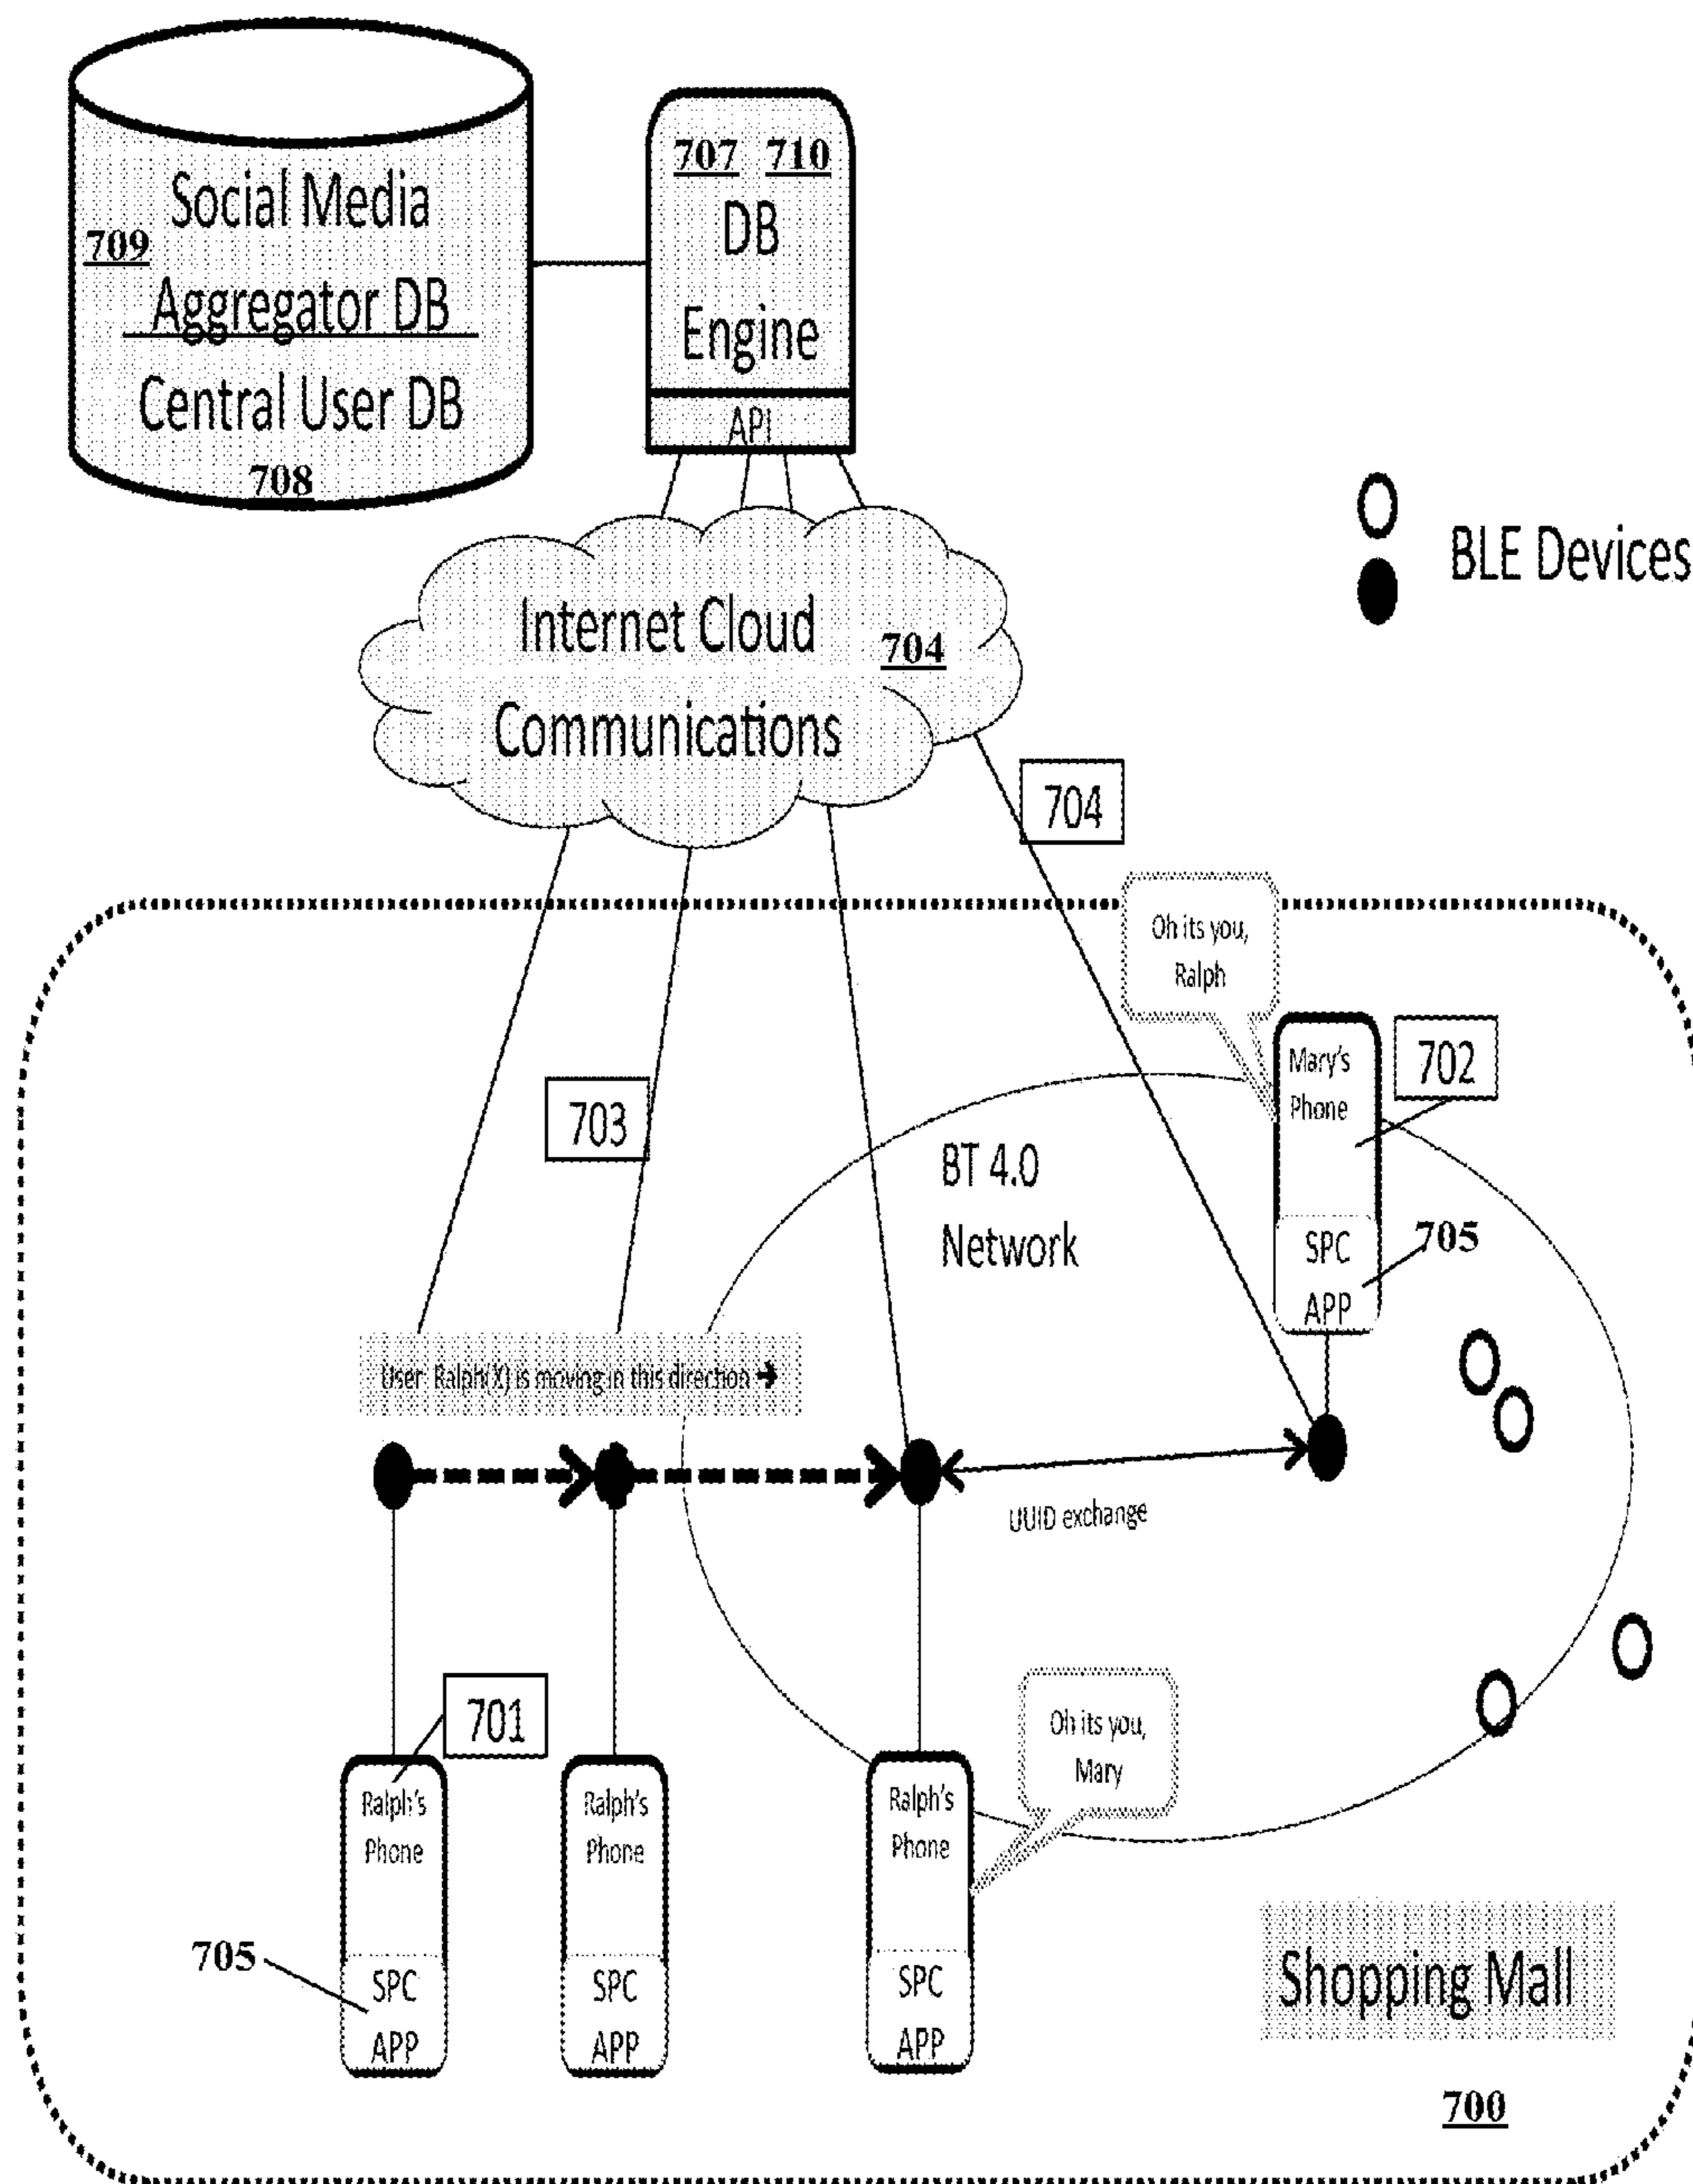 707 710
Social Media
709
DB
Aggregator DB
Engine
Central User DB
API
708
BLE Devices
Internet Cloud
704
Communications
704
Oh its you,
Ralph
Mary's
Phone
702
703
BT 4.0
Network
SPC
APP
705
User: Ralph(X) is moving in this direction →
UUID exchange
701
Oh its you,
Mary
Ralph's
Phone
Ralph's
Phone
Ralph's
Phone
705
SPC
APP
SPC
APP
SPC
APP
Shopping Mall
700